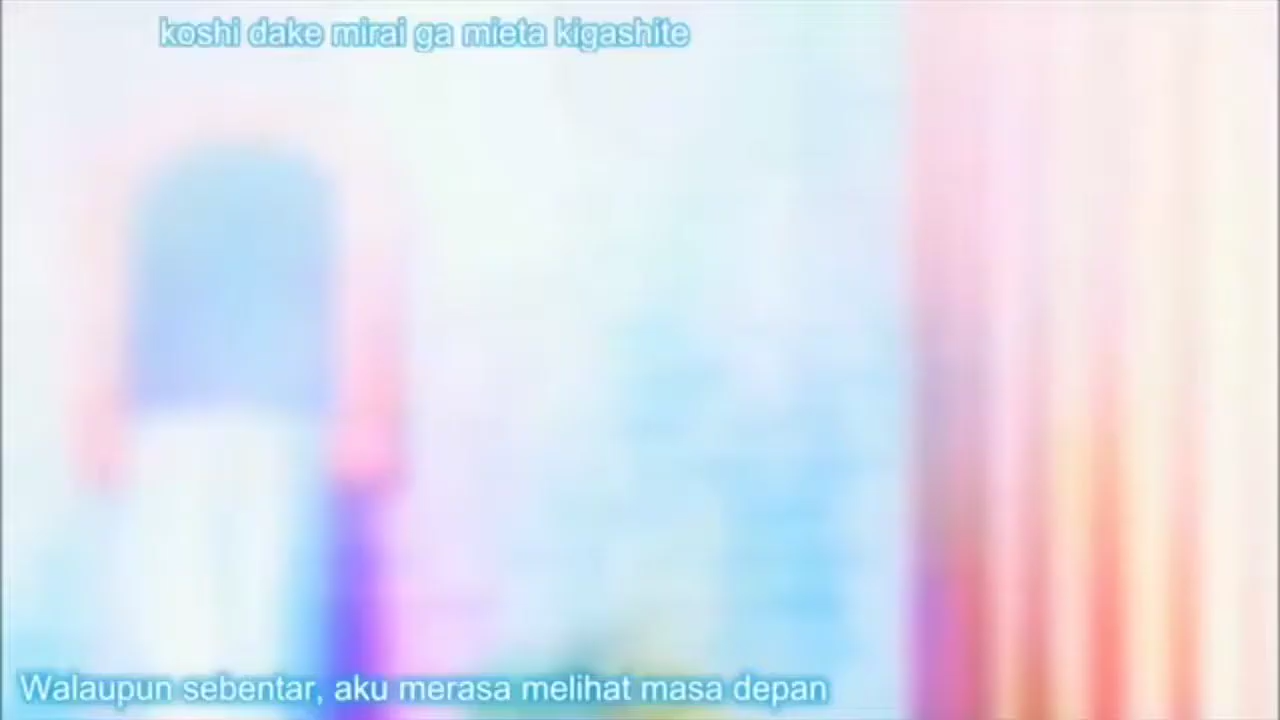 koshi dake mirai ga mieta kigashite
Walaupun sebentar, aku merasa melihat masa depan